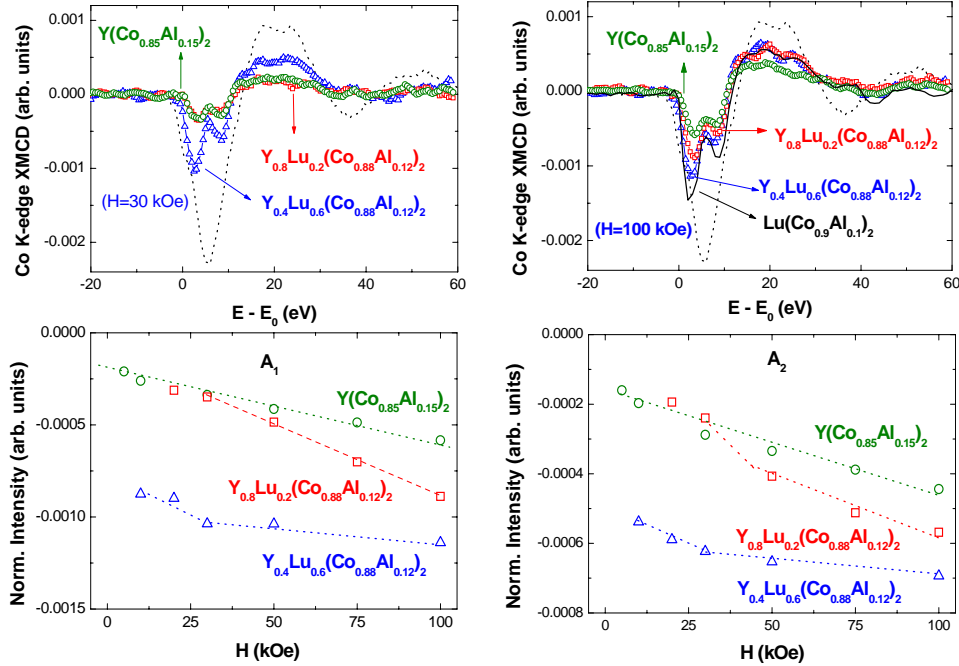 0.001
0.000
-0.001
-0.002
Co K-edge XMCD (arb. units)
Y(Co0.85Al0.15)2
Y0.8Lu0.2(Co0.88Al0.12)2
(H=30 kOe)
Y0.4Lu0.6(Co0.88Al0.12)2
-20 0 20 40 60
E - E0 (eV)
0.001
0.000
-0.001
-0.002
Co K-edge XMCD (arb. units)
Y(Co0.85Al0.15)2
Y0.8Lu0.2(Co0.88Al0.12)2
Y0.4Lu0.6(Co0.88Al0.12)2
(H=100 kOe)
Lu(Co0.9Al0.1)2
-20 0 20 40 60
E - E0 (eV)
0.0000
-0.0005
-0.0010
-0.0015
Norm. Intensity (arb. units)
A1
Y(Co0.85Al0.15)2
Y0.8Lu0.2(Co0.88Al0.12)2
Y0.4Lu0.6(Co0.88Al0.12)2
0 25 50 75 100
H (kOe)
0.0000
-0.0002
-0.0004
-0.0006
-0.0008
Norm. Intensity (arb. units)
A2
Y(Co0.85Al0.15)2
Y0.8Lu0.2(Co0.88Al0.12)2
Y0.4Lu0.6(Co0.88Al0.12)2
0 25 50 75 100
H (kOe)